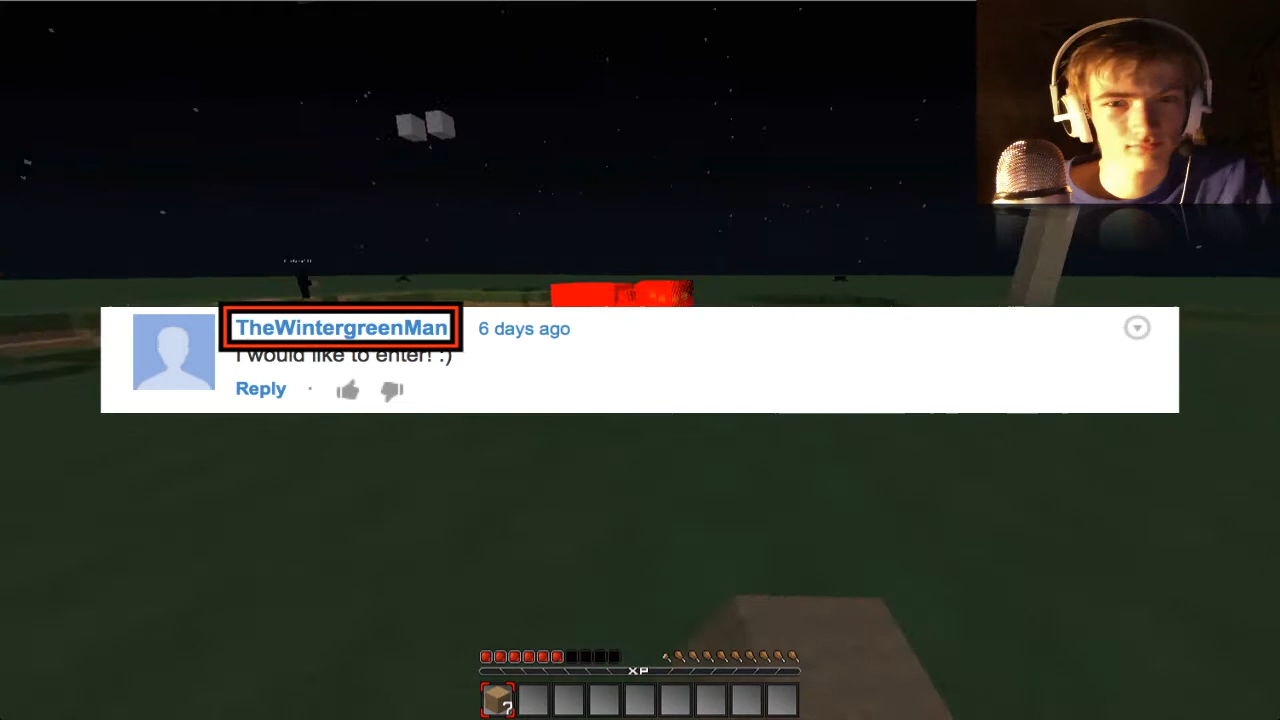 TheWintergreenMan 6 days ago
I would like to enter! :)
Reply ·
XP
?